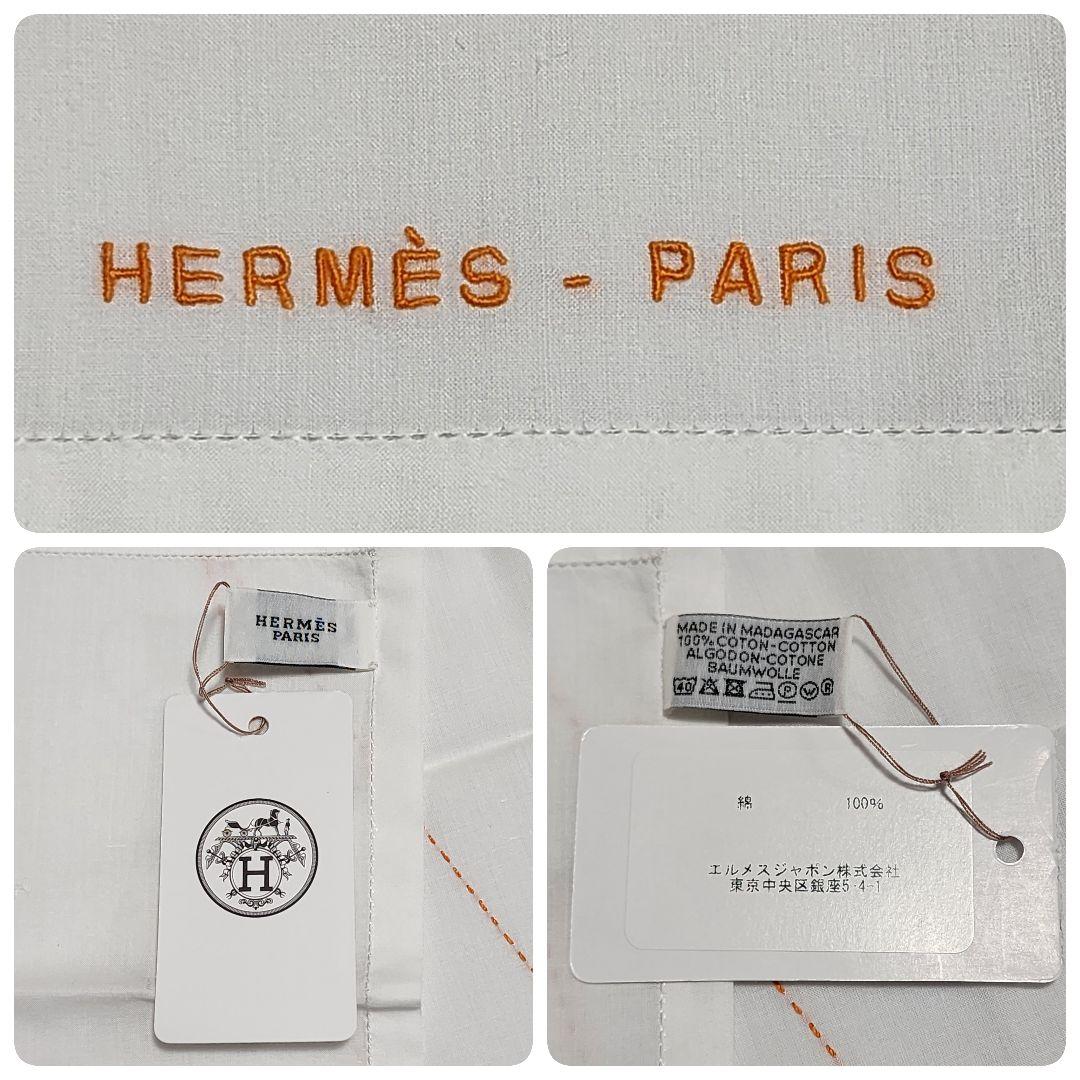 HERMÈS - PARIS
HERMÈS
PARIS
H
MADE IN MADAGASCAR
100% COTON-COTTON
ALGODON-COTONE
BAUMWOLLE
40 P W R
綿 100%
エルメスジャポン株式会社
東京中央区銀座5-4-1